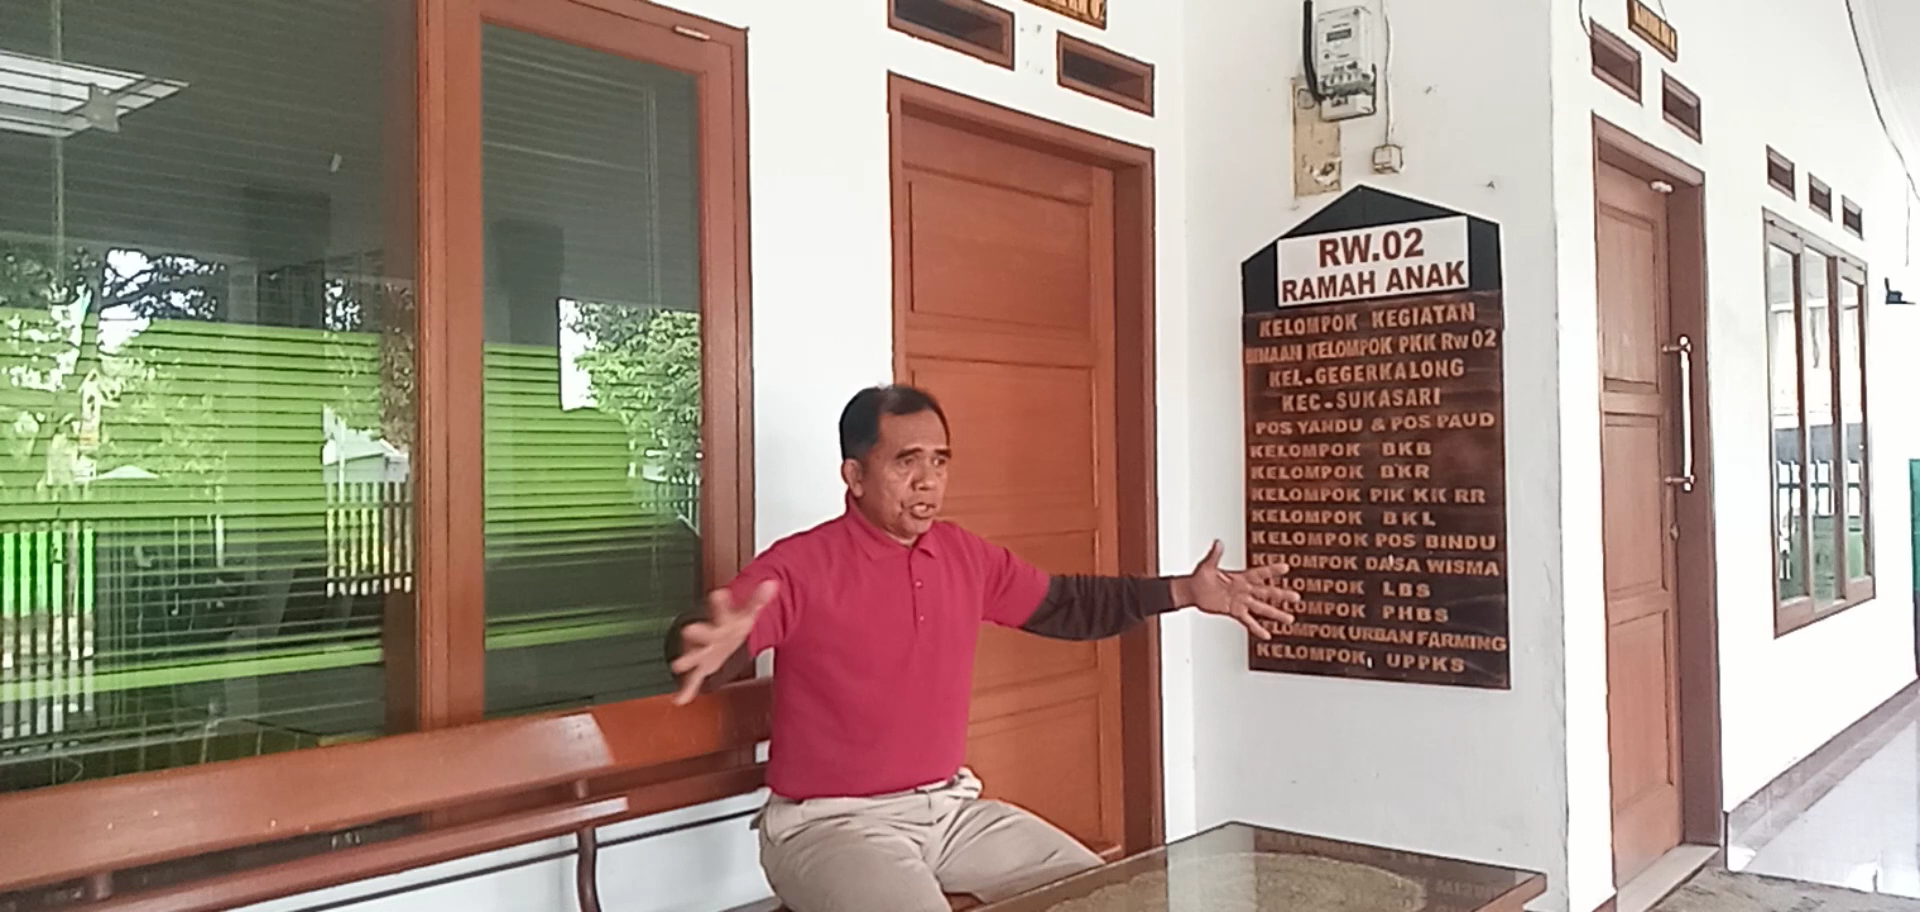 RW.02
RAMAH ANAK
KELOMPOK KEGIATAN
BINAAN KELOMPOK PKK RW 02
KEL.GEGERKALONG
KEC.SUKASARI
POS YANDU & POS PAUD
KELOMPOK BKB
KELOMPOK BKR
KELOMPOK PIK KK RR
KELOMPOK BKL
KELOMPOK POS BINDU
KELOMPOK DASA WISMA
KELOMPOK LBS
KELOMPOK PHBS
KELOMPOK URBAN FARMING
KELOMPOK, UPPKS